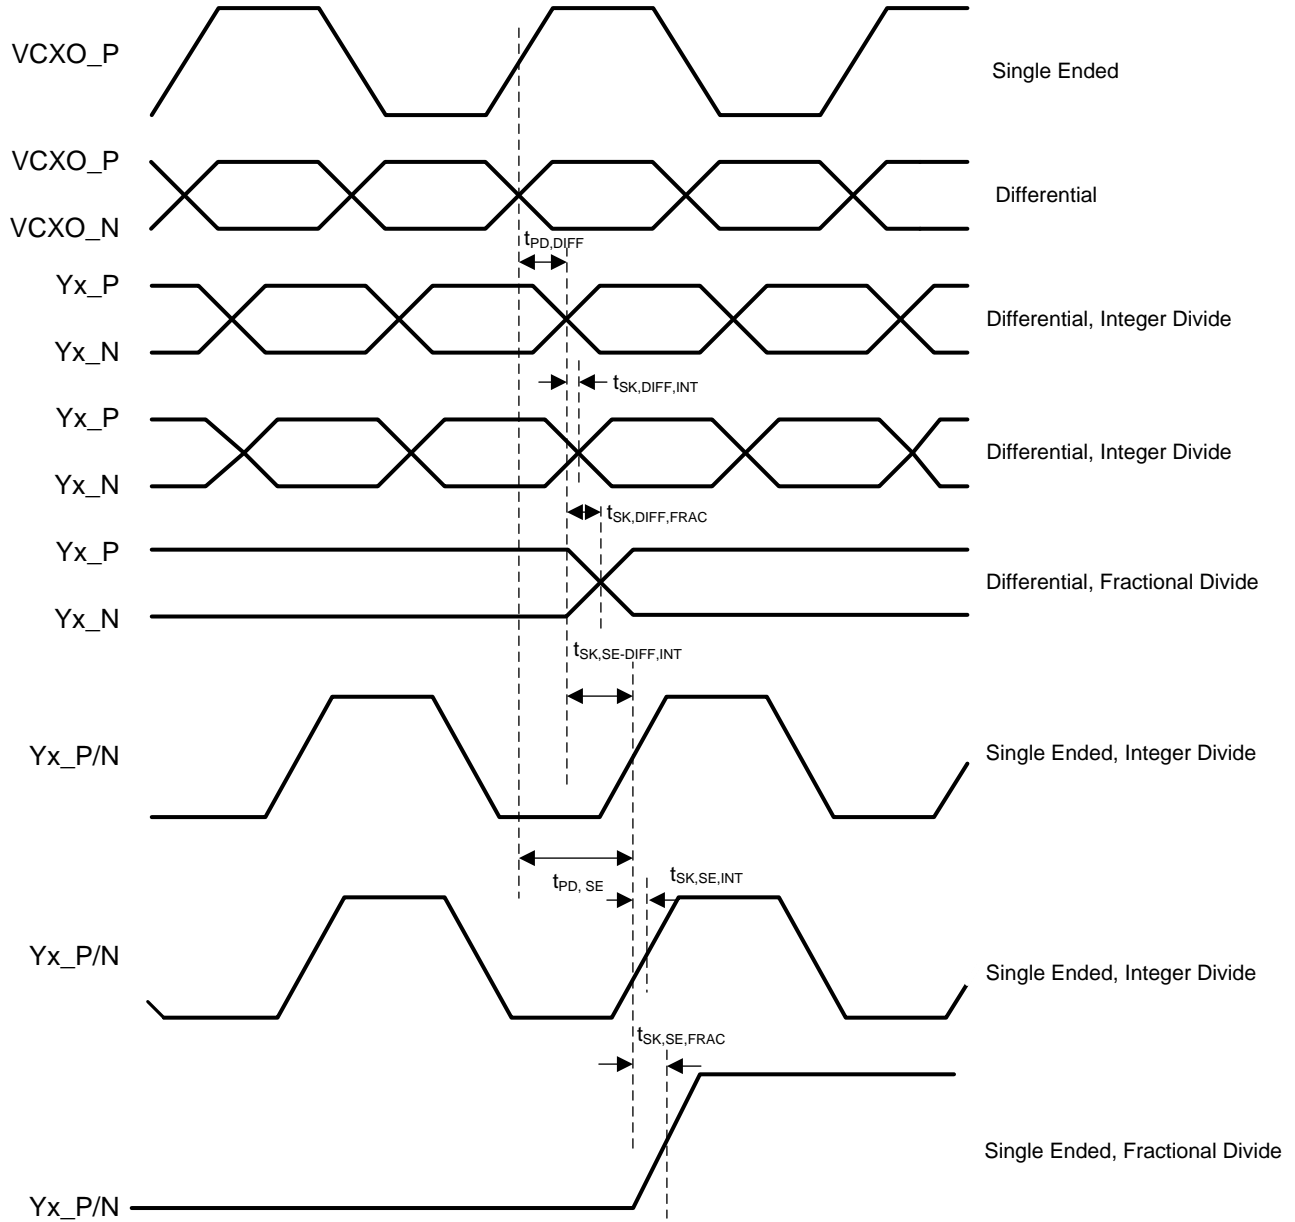 VCXO_P
Single Ended
VCXO_P
Differential
VCXO_N
tPD,DIFF
Yx_P
Differential, Integer Divide
Yx_N
tSK,DIFF,INT
Yx_P
Differential, Integer Divide
Yx_N
tSK,DIFF,FRAC
Yx_P
Differential, Fractional Divide
Yx_N
tSK,SE-DIFF,INT
Yx_P/N
Single Ended, Integer Divide
tPD, SE
tSK,SE,INT
Yx_P/N
Single Ended, Integer Divide
tSK,SE,FRAC
Single Ended, Fractional Divide
Yx_P/N